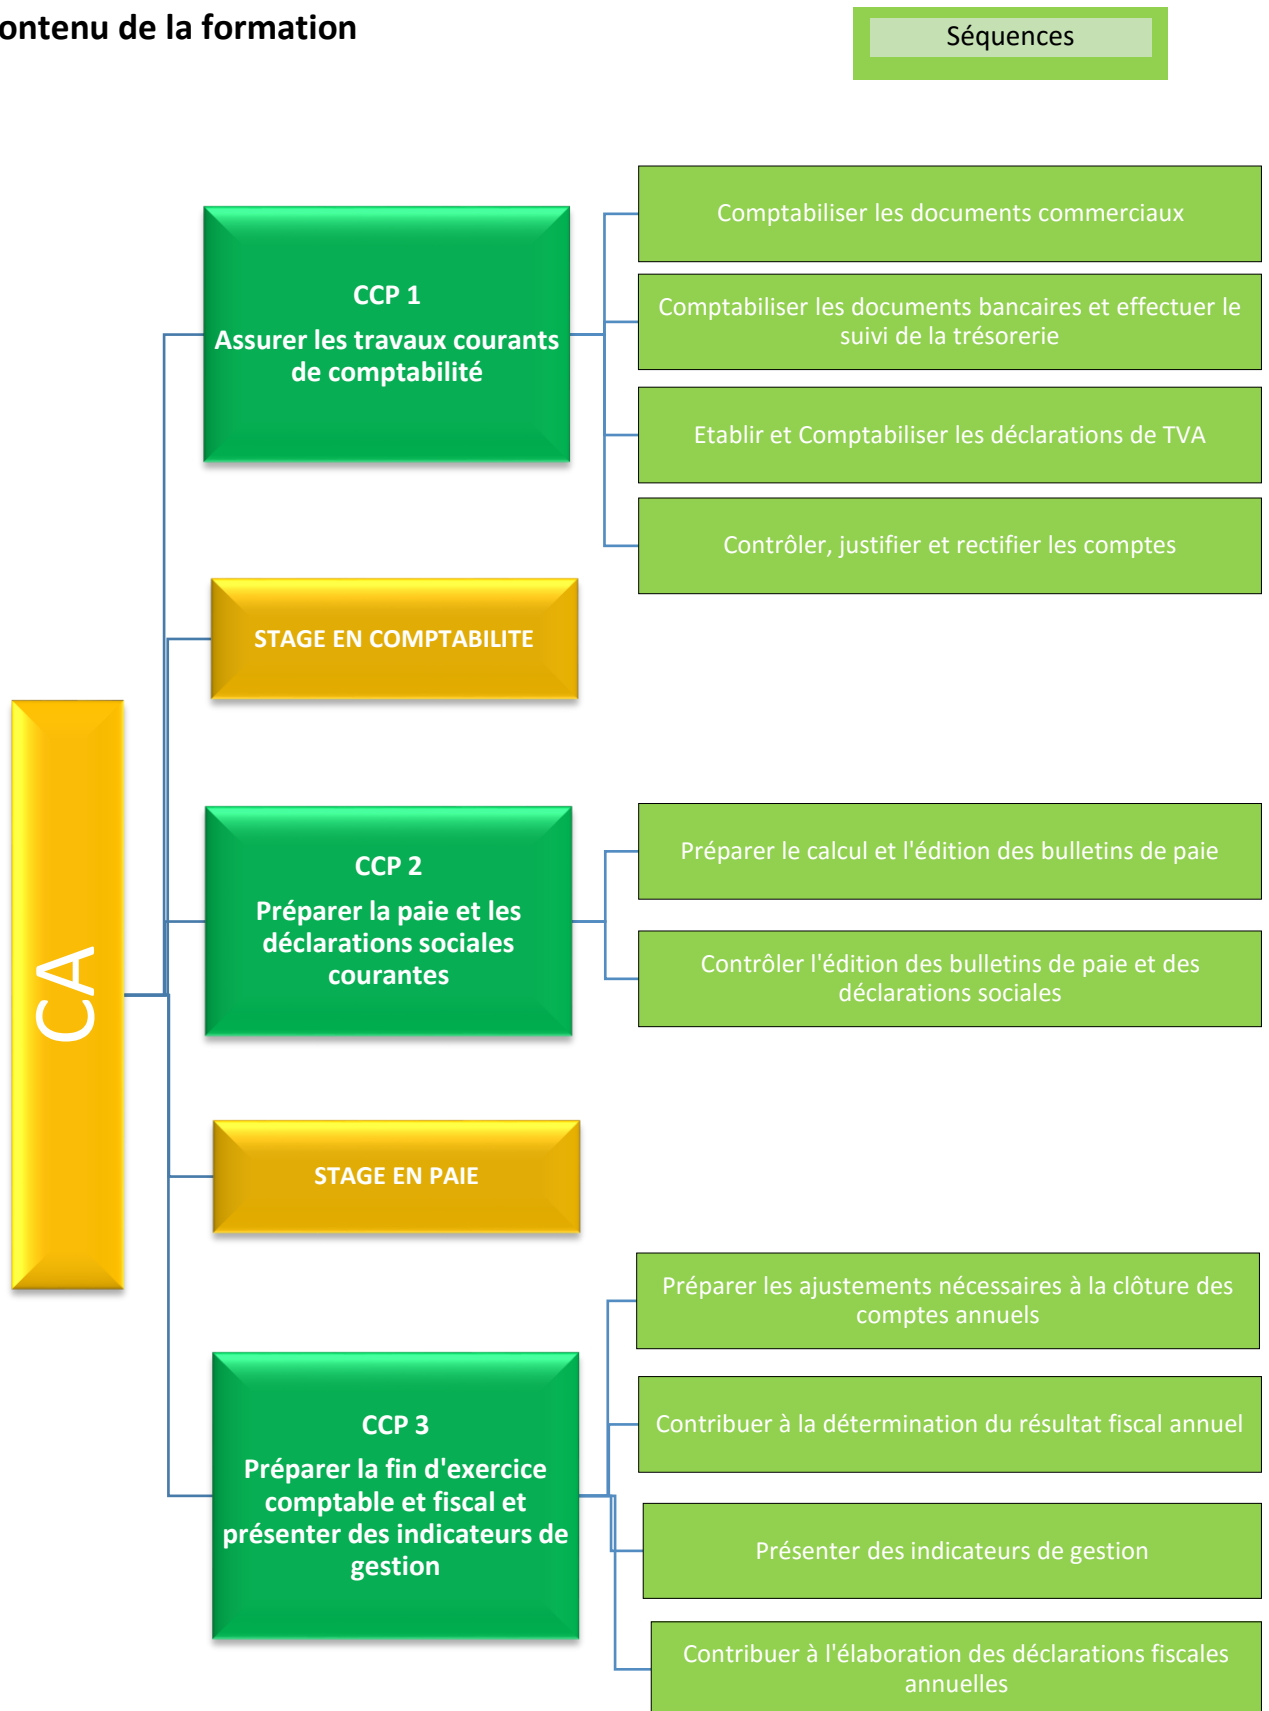 ontenu de la formation
Séquences
CA
CCP 1
Assurer les travaux courants
de comptabilité
Comptabiliser les documents commerciaux
Comptabiliser les documents bancaires et effectuer le
suivi de la trésorerie
Etablir et Comptabiliser les déclarations de TVA
Contrôler, justifier et rectifier les comptes
STAGE EN COMPTABILITE
CCP 2
Préparer la paie et les
déclarations sociales
courantes
Préparer le calcul et l'édition des bulletins de paie
Contrôler l'édition des bulletins de paie et des
déclarations sociales
STAGE EN PAIE
CCP 3
Préparer la fin d'exercice
comptable et fiscal et
présenter des indicateurs de
gestion
Préparer les ajustements nécessaires à la clôture des
comptes annuels
Contribuer à la détermination du résultat fiscal annuel
Présenter des indicateurs de gestion
Contribuer à l'élaboration des déclarations fiscales
annuelles